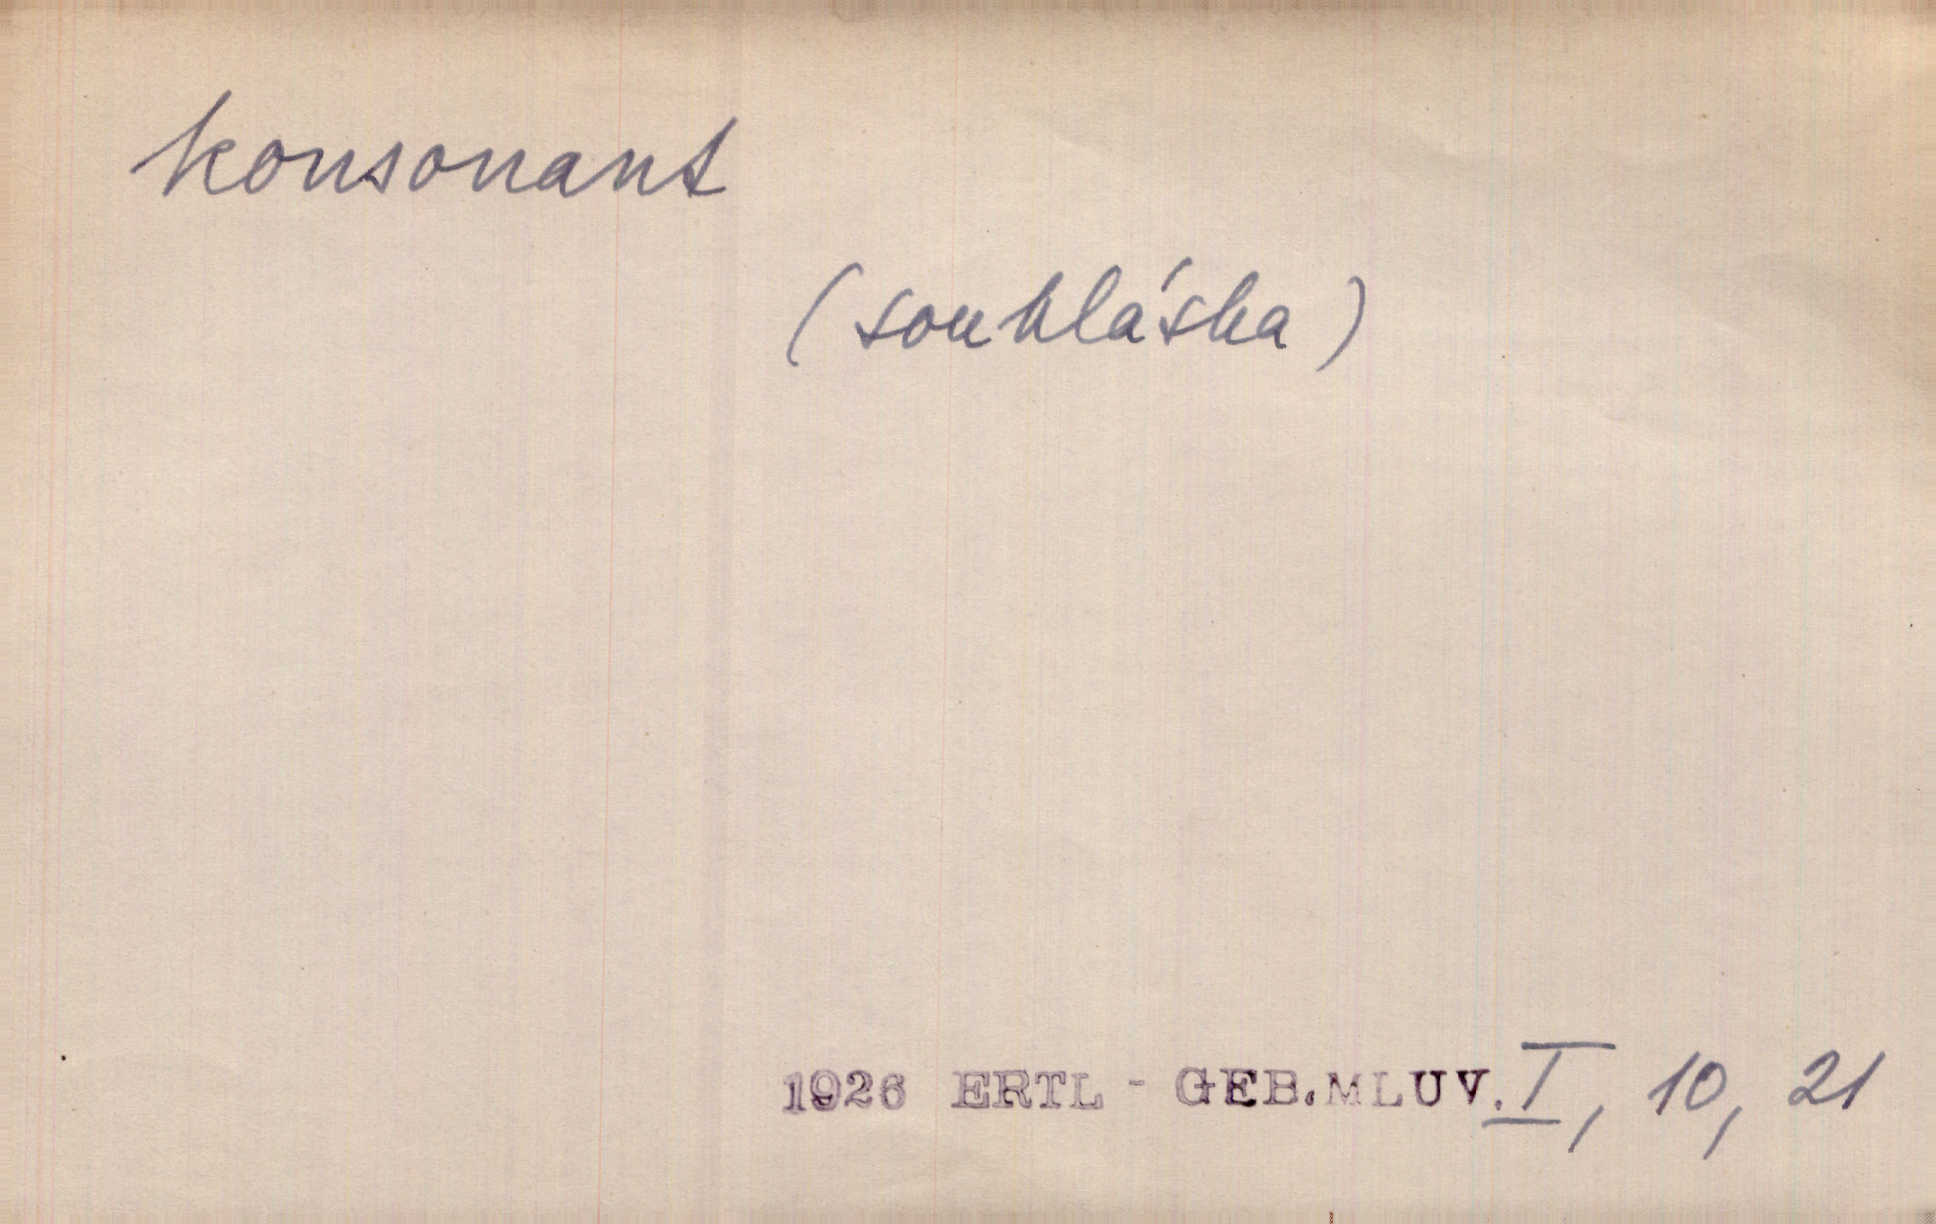 konsonant
(souhláska)
1926 ERTL - GEB.MLUV. I, 10, 21